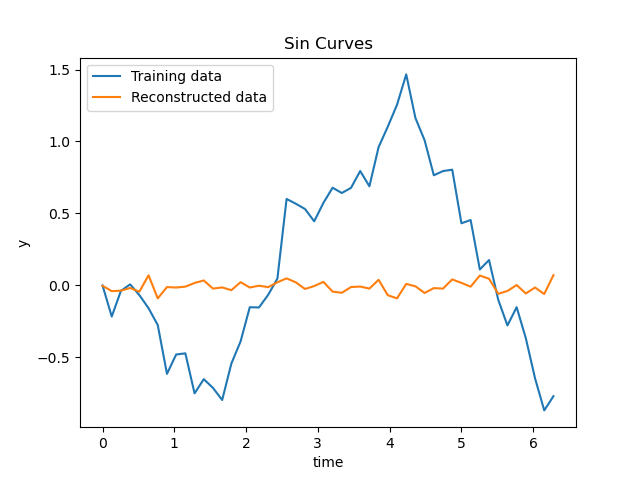 Sin Curves
Training data
Reconstructed data
1.5
1.0
0.5
0.0
−0.5
y
0 1 2 3 4 5 6
time